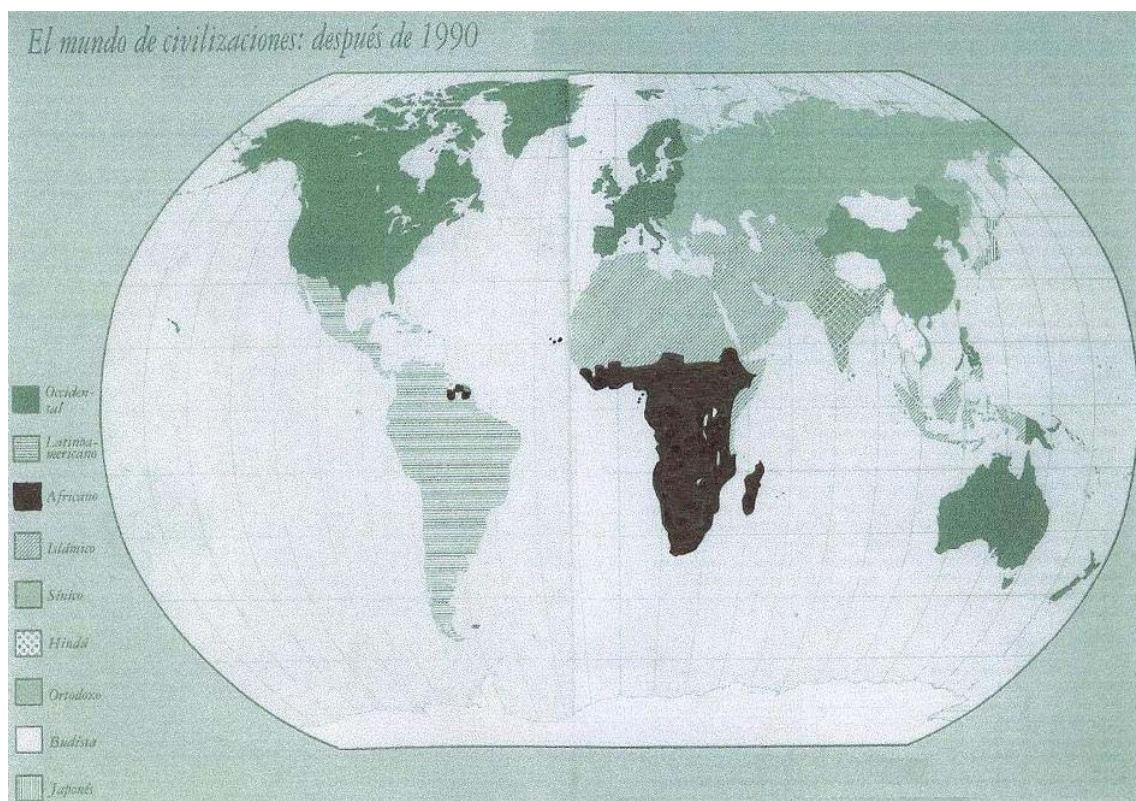 El mundo de civilizaciones: después de 1990
Occiden-
tal
Latinoa-
mericano
Africano
Islámico
Sínico
Hindú
Ortodoxo
Budista
Japonés